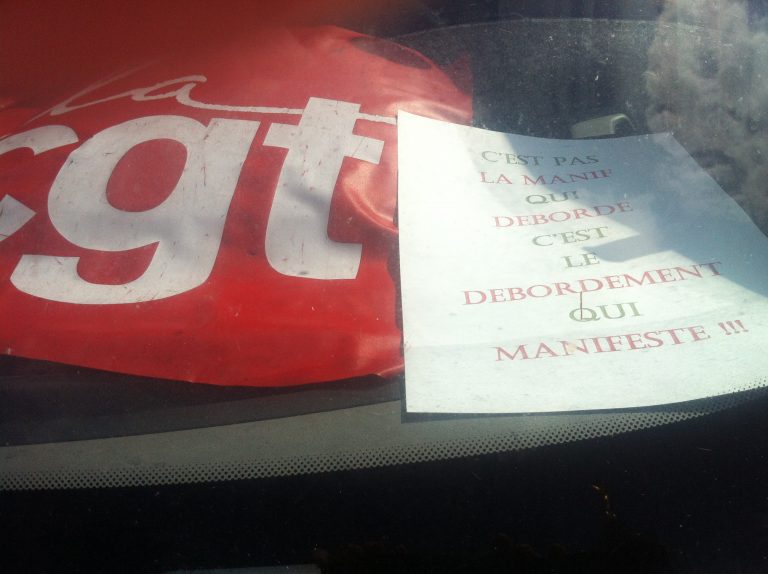 la
cgt
C'EST PAS
LA MANIF
QUI
DEBORDE
C'EST
LE
DEBORDEMENT
QUI
MANIFESTE !!!